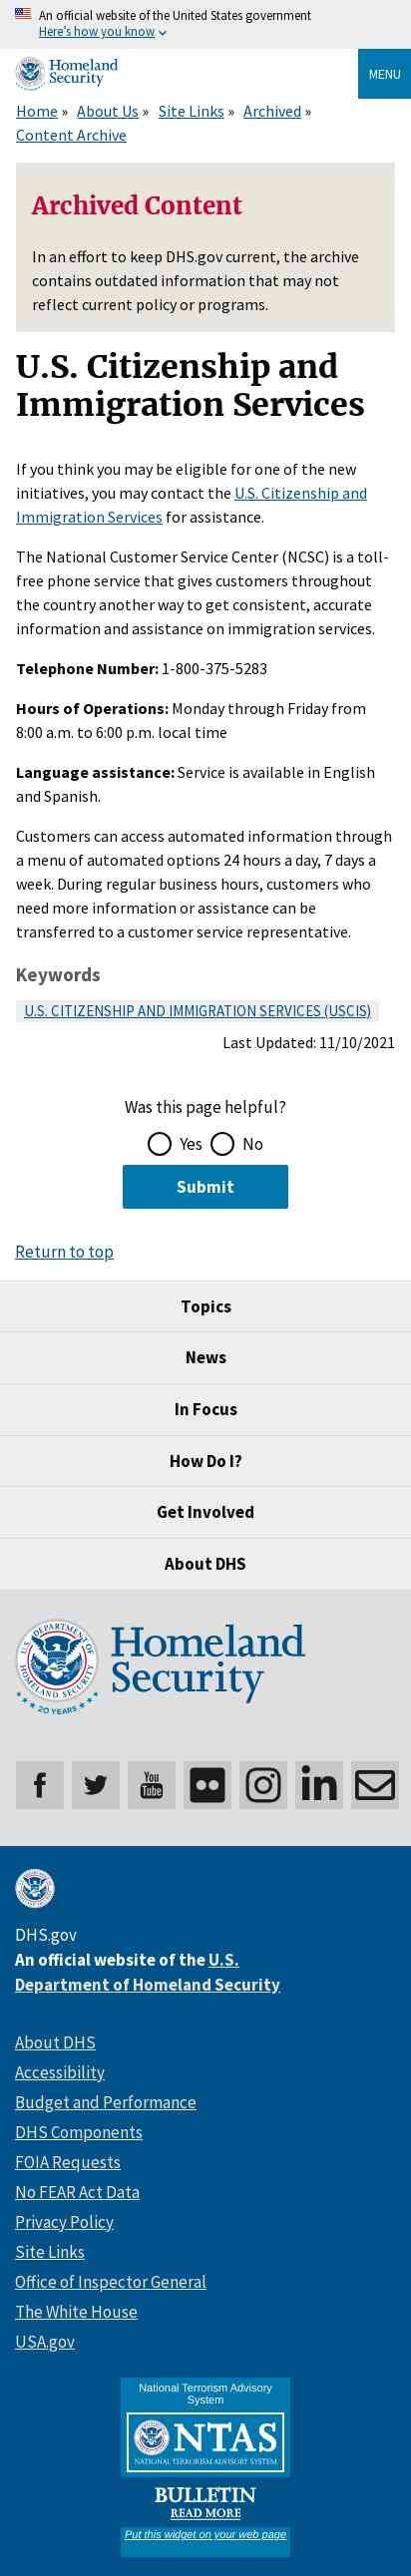 An official website of the United States government
Here's how you know
Homeland
Security
MENU
Home » About Us » Site Links » Archived »
Content Archive
Archived Content
In an effort to keep DHS.gov current, the archive
contains outdated information that may not
reflect current policy or programs.
U.S. Citizenship and
Immigration Services
If you think you may be eligible for one of the new
initiatives, you may contact the U.S. Citizenship and
Immigration Services for assistance.
The National Customer Service Center (NCSC) is a toll-
free phone service that gives customers throughout
the country another way to get consistent, accurate
information and assistance on immigration services.
Telephone Number: 1-800-375-5283
Hours of Operations: Monday through Friday from
8:00 a.m. to 6:00 p.m. local time
Language assistance: Service is available in English
and Spanish.
Customers can access automated information through
a menu of automated options 24 hours a day, 7 days a
week. During regular business hours, customers who
need more information or assistance can be
transferred to a customer service representative.
Keywords
U.S. CITIZENSHIP AND IMMIGRATION SERVICES (USCIS)
Last Updated: 11/10/2021
Was this page helpful?
Yes No
Submit
Return to top
Topics
News
In Focus
How Do I?
Get Involved
About DHS
U.S. DEPARTMENT OF HOMELAND SECURITY
20 YEARS
Homeland
Security
You
Tube
in
DHS.gov
An official website of the U.S.
Department of Homeland Security
About DHS
Accessibility
Budget and Performance
DHS Components
FOIA Requests
No FEAR Act Data
Privacy Policy
Site Links
Office of Inspector General
The White House
USA.gov
National Terrorism Advisory
System
NTAS
NATIONAL TERRORISM ADVISORY SYSTEM
BULLETIN
READ MORE
Put this widget on your web page